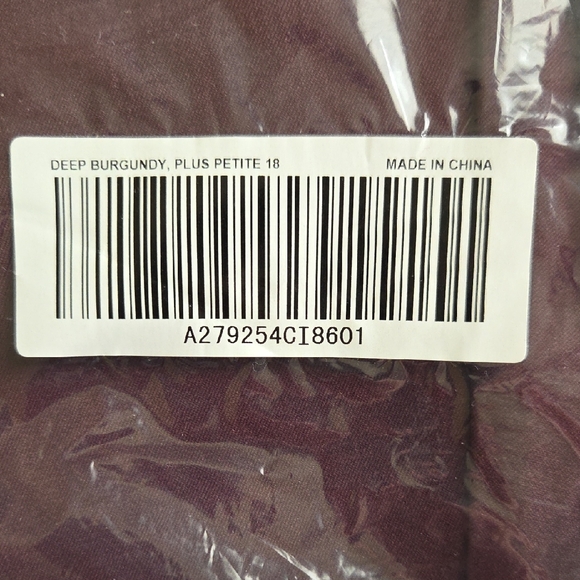 DEEP BURGUNDY, PLUS PETITE 18 MADE IN CHINA
A279254CI8601